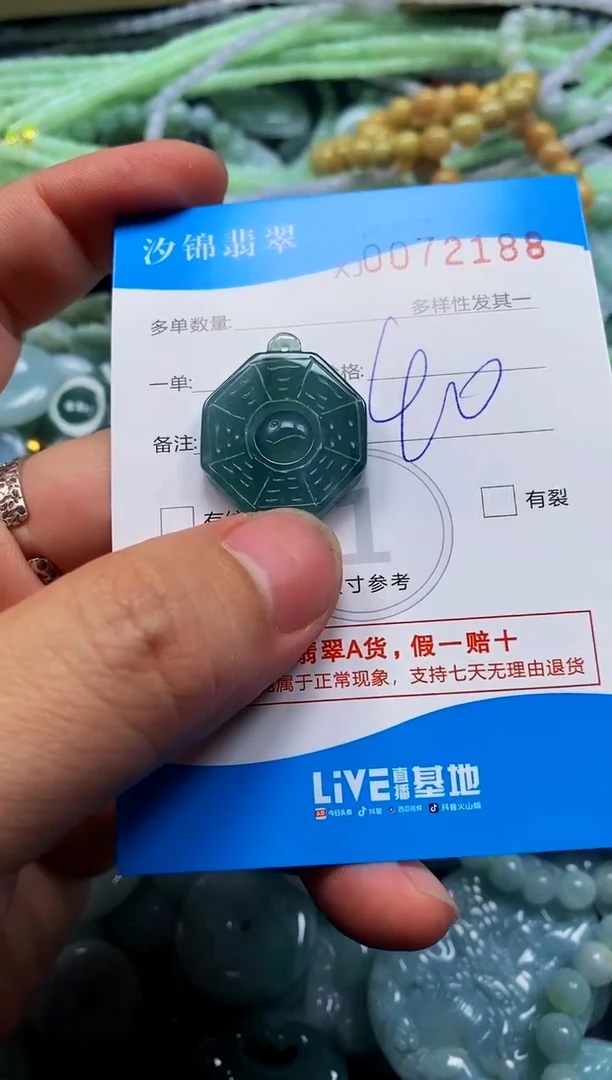 汐锦翡翠
XJ0072188
多单数量:
多样性发其一
一单:
格:
40
备注:
有裂
1
寸参考
翡翠A货，假一赔十
属于正常现象，支持七天无理由退货
LiVE直播基地
今日头条 抖音 西瓜视频 抖音火山版